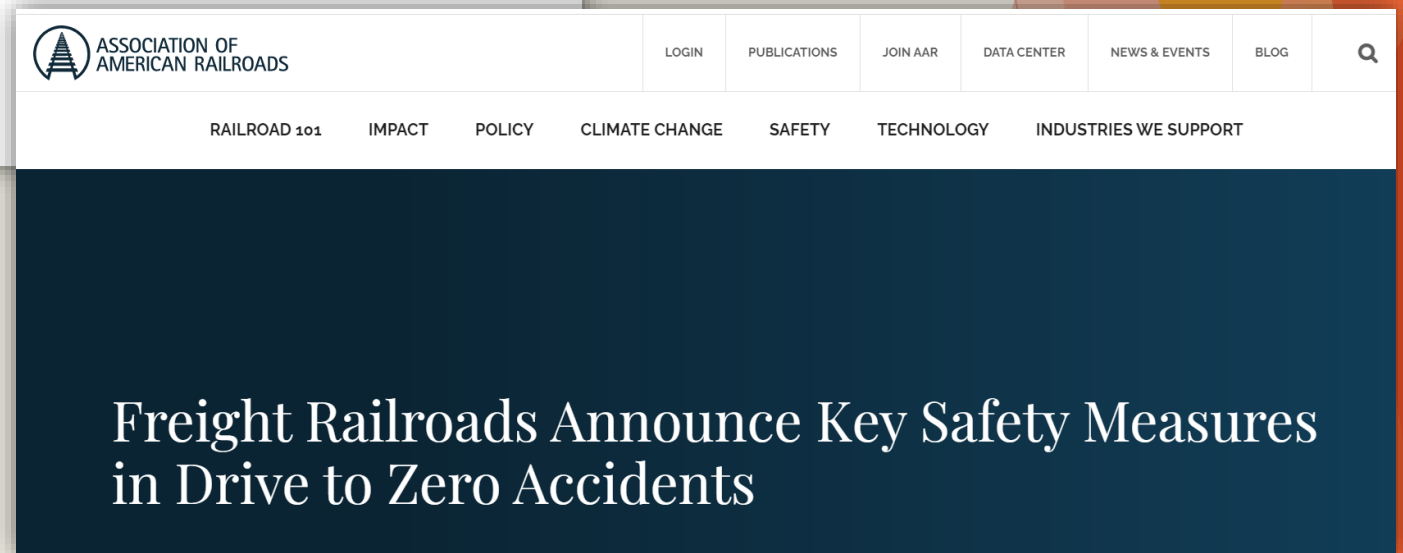 ASSOCIATION OF
AMERICAN RAILROADS
LOGIN PUBLICATIONS JOIN AAR DATA CENTER NEWS & EVENTS BLOG
RAILROAD 101 IMPACT POLICY CLIMATE CHANGE SAFETY TECHNOLOGY INDUSTRIES WE SUPPORT
Freight Railroads Announce Key Safety Measures
in Drive to Zero Accidents